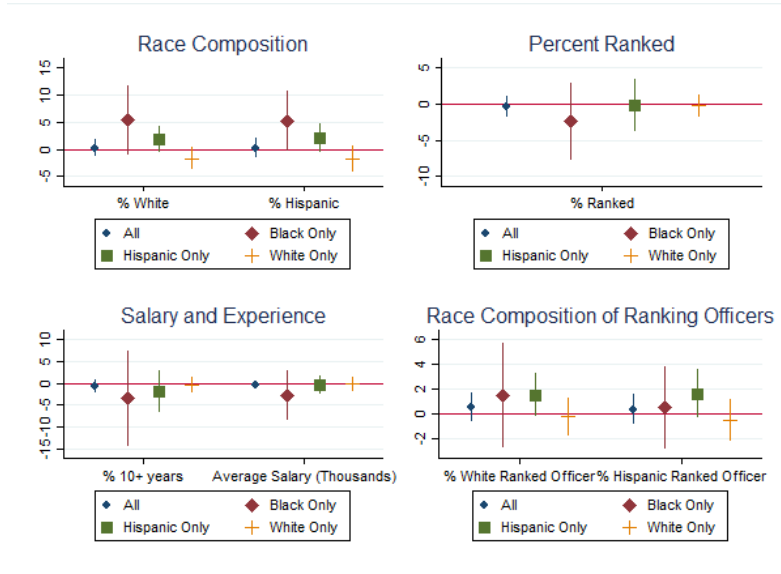 Race Composition
15
10
5
0
-5
% White % Hispanic
All Black Only
Hispanic Only White Only
Percent Ranked
5
0
-5
-10
% Ranked
All Black Only
Hispanic Only White Only
Salary and Experience
10
5
0
-5
-10
-15
% 10+ years Average Salary (Thousands)
All Black Only
Hispanic Only White Only
Race Composition of Ranking Officers
6
4
2
0
-2
% White Ranked Officer % Hispanic Ranked Officer
All Black Only
Hispanic Only White Only